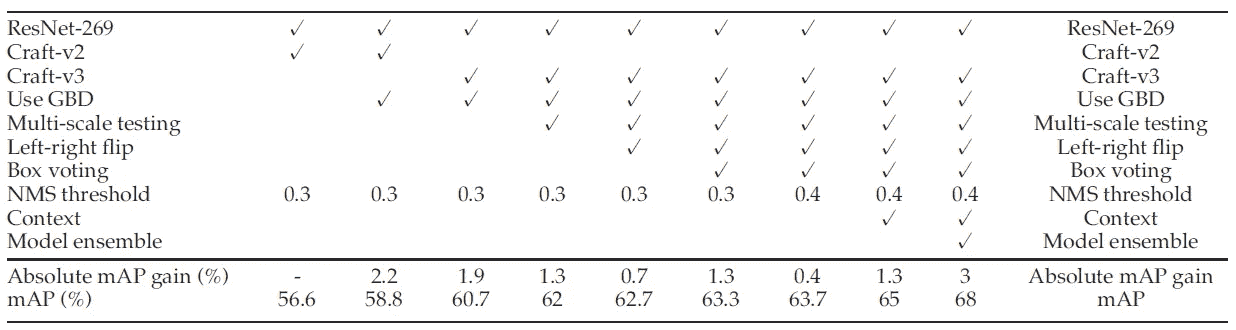 ResNet-269 ✓ ✓ ✓ ✓ ✓ ✓ ✓ ✓ ✓ ResNet-269
Craft-v2 ✓ ✓ Craft-v2
Craft-v3 ✓ ✓ ✓ ✓ ✓ ✓ ✓ Craft-v3
Use GBD ✓ ✓ ✓ ✓ ✓ ✓ ✓ ✓ Use GBD
Multi-scale testing ✓ ✓ ✓ ✓ ✓ ✓ Multi-scale testing
Left-right flip ✓ ✓ ✓ ✓ ✓ Left-right flip
Box voting ✓ ✓ ✓ ✓ Box voting
NMS threshold 0.3 0.3 0.3 0.3 0.3 0.3 0.4 0.4 0.4 NMS threshold
Context ✓ ✓ Context
Model ensemble ✓ Model ensemble
Absolute mAP gain (%) - 2.2 1.9 1.3 0.7 1.3 0.4 1.3 3 Absolute mAP gain
mAP (%) 56.6 58.8 60.7 62 62.7 63.3 63.7 65 68 mAP